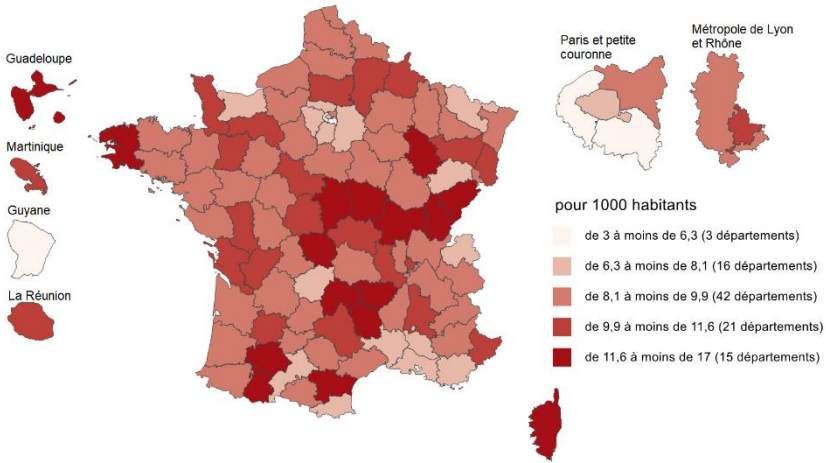 Guadeloupe
Martinique
Guyane
La Réunion
Paris et petite
couronne
Métropole de Lyon
et Rhône
pour 1000 habitants
de 3 à moins de 6,3 (3 départements)
de 6,3 à moins de 8,1 (16 départements)
de 8,1 à moins de 9,9 (42 départements)
de 9,9 à moins de 11,6 (21 départements)
de 11,6 à moins de 17 (15 départements)